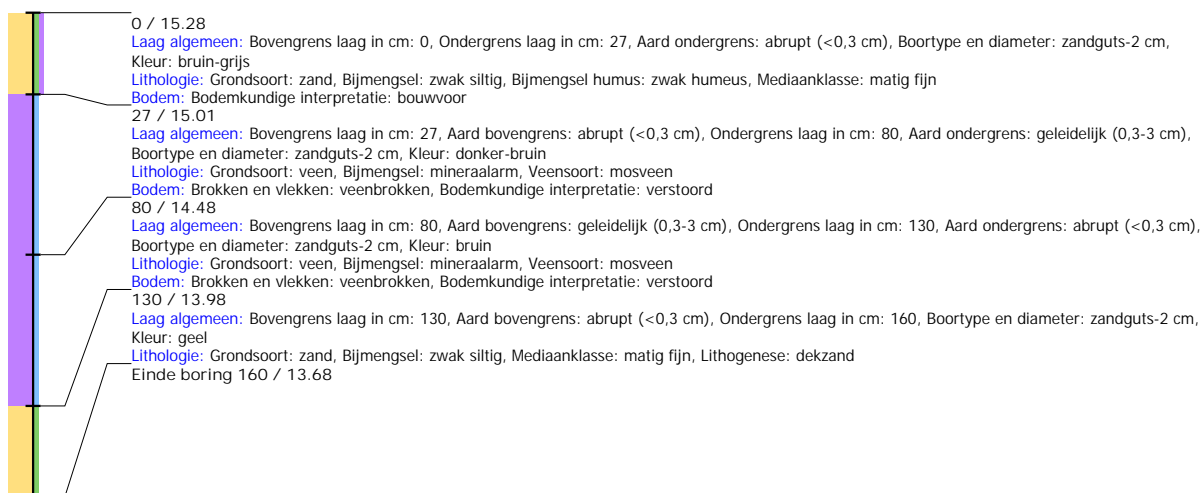 0 / 15.28
Laag algemeen: Bovengrens laag in cm: 0, Ondergrens laag in cm: 27, Aard ondergrens: abrupt (<0,3 cm), Boortype en diameter: zandguts-2 cm,
Kleur: bruin-grijs
Lithologie: Grondsoort: zand, Bijmengsel: zwak siltig, Bijmengsel humus: zwak humeus, Mediaanklasse: matig fijn
Bodem: Bodemkundige interpretatie: bouwvoor
27 / 15.01
Laag algemeen: Bovengrens laag in cm: 27, Aard bovengrens: abrupt (<0,3 cm), Ondergrens laag in cm: 80, Aard ondergrens: geleidelijk (0,3-3 cm),
Boortype en diameter: zandguts-2 cm, Kleur: donker-bruin
Lithologie: Grondsoort: veen, Bijmengsel: mineraalarm, Veensoort: mosveen
Bodem: Brokken en vlekken: veenbrokken, Bodemkundige interpretatie: verstoord
80 / 14.48
Laag algemeen: Bovengrens laag in cm: 80, Aard bovengrens: geleidelijk (0,3-3 cm), Ondergrens laag in cm: 130, Aard ondergrens: abrupt (<0,3 cm),
Boortype en diameter: zandguts-2 cm, Kleur: bruin
Lithologie: Grondsoort: veen, Bijmengsel: mineraalarm, Veensoort: mosveen
Bodem: Brokken en vlekken: veenbrokken, Bodemkundige interpretatie: verstoord
130 / 13.98
Laag algemeen: Bovengrens laag in cm: 130, Aard bovengrens: abrupt (<0,3 cm), Ondergrens laag in cm: 160, Boortype en diameter: zandguts-2 cm,
Kleur: geel
Lithologie: Grondsoort: zand, Bijmengsel: zwak siltig, Mediaanklasse: matig fijn, Lithogenese: dekzand
Einde boring 160 / 13.68